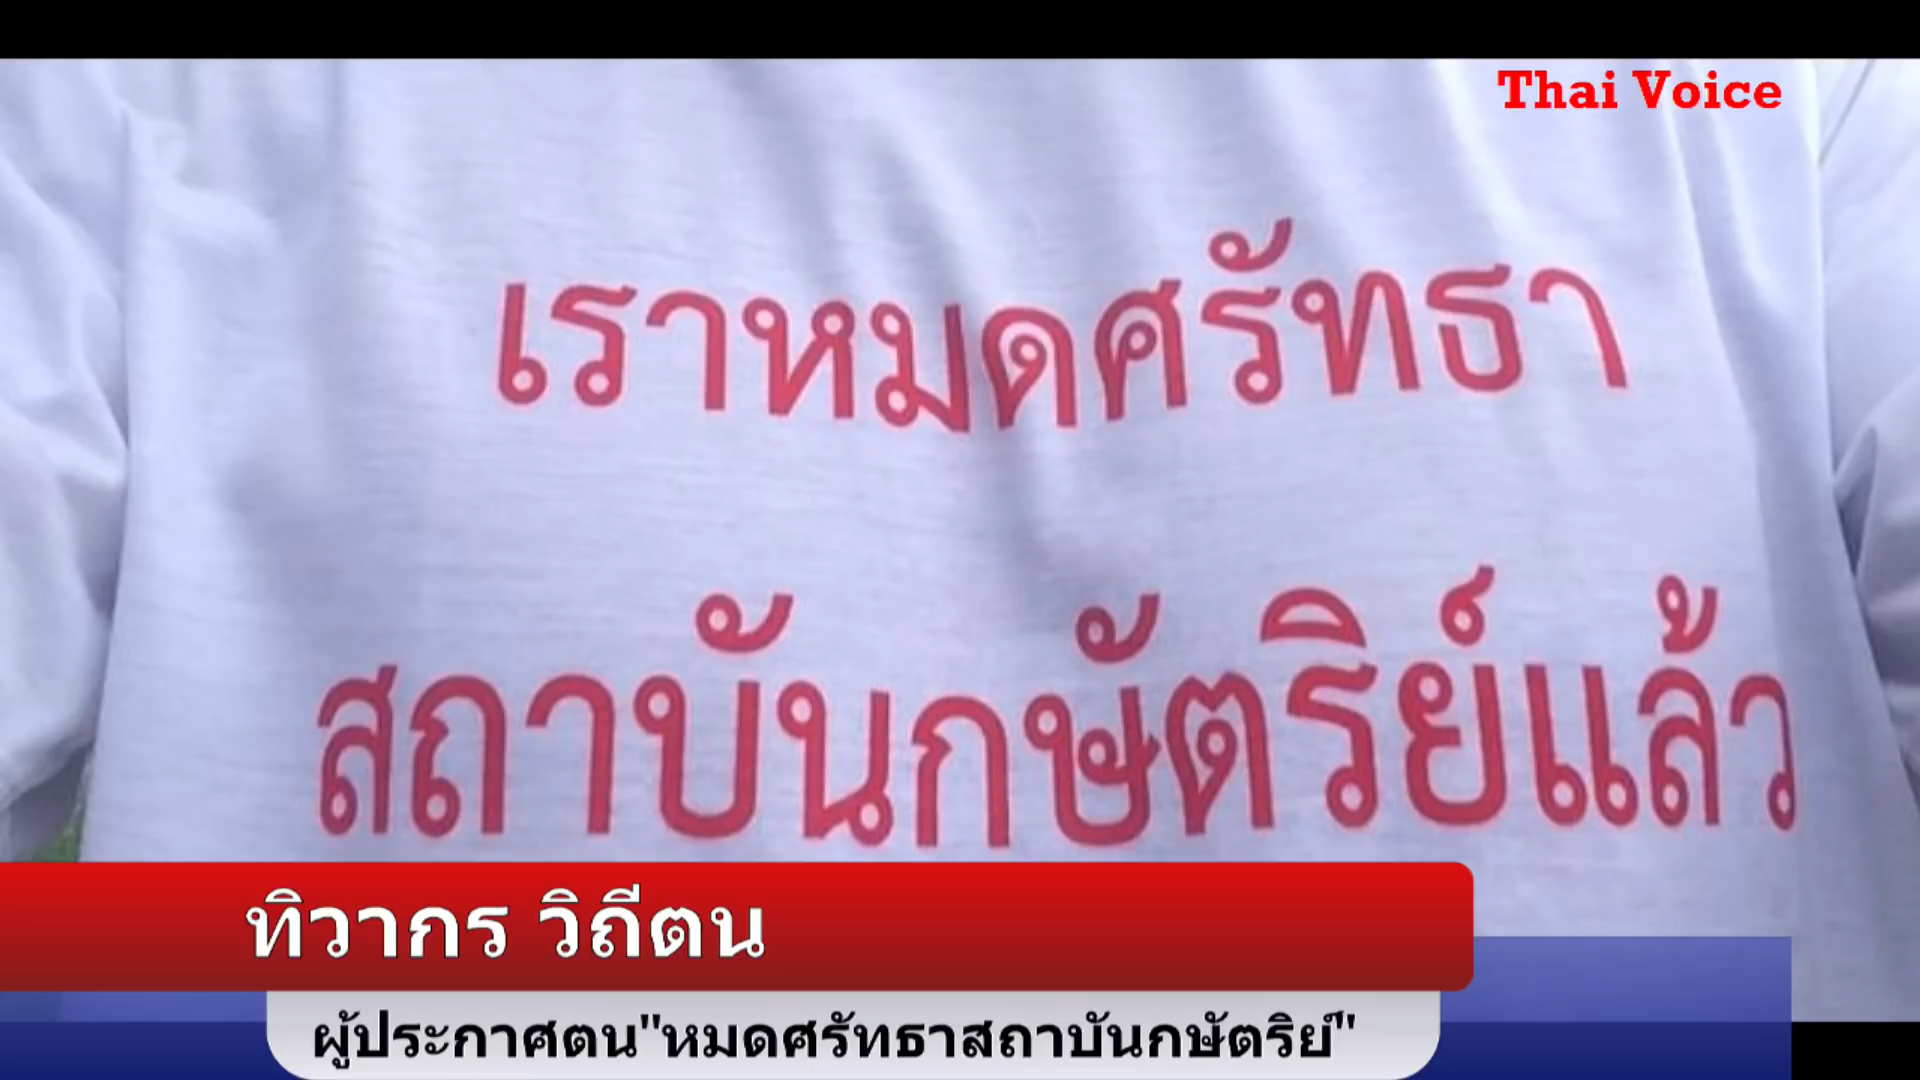 Thai Voice
เราหมดศรัทธา
สถาบันกษัตริย์แล้ว
ทิวากร วิถีตน
ผู้ประกาศตน"หมดศรัทธาสถาบันกษัตริย์"